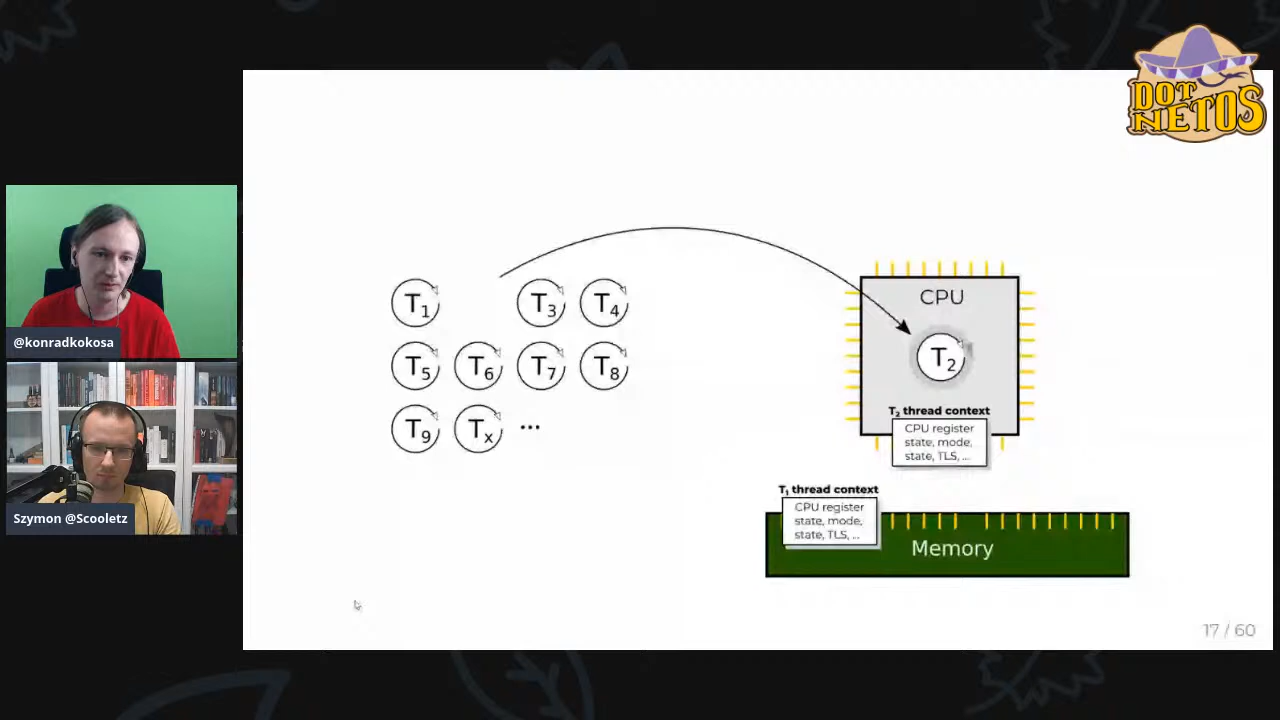 DOT
NETOS
@konradkokosa
Szymon @Scooletz
T1
T3
T4
T5
T6
T7
T8
T9
Tx
...
CPU
T2
T2 thread context
CPU register
state, mode,
state, TLS, ...
T1 thread context
CPU register
state, mode,
state, TLS, ...
Memory
17 / 60